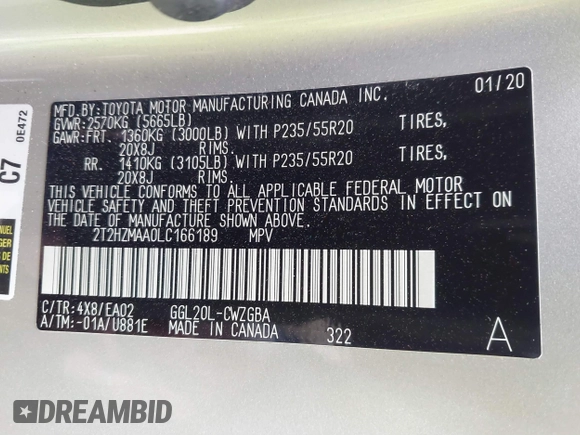 01/20
MFD.BY:TOYOTA MOTOR MANUFACTURING CANADA INC.
GVWR:2570KG (5665LB)
GAWR:FRT. 1360KG (3000LB) WITH P235/55R20 TIRES,
20X8J RIMS.
RR. 1410KG (3105LB) WITH P235/55R20 TIRES,
20X8J RIMS.
THIS VEHICLE CONFORMS TO ALL APPLICABLE FEDERAL MOTOR
VEHICLE SAFETY AND THEFT PREVENTION STANDARDS IN EFFECT ON
THE DATE OF MANUFACTURE SHOWN ABOVE.
2T2HZMAA0LC166189 MPV
C/TR:4X8/EA02 GGL20L-CWZGBA
A/TM:-01A/U881E MADE IN CANADA 322 A
C7
0E472
DREAMBID